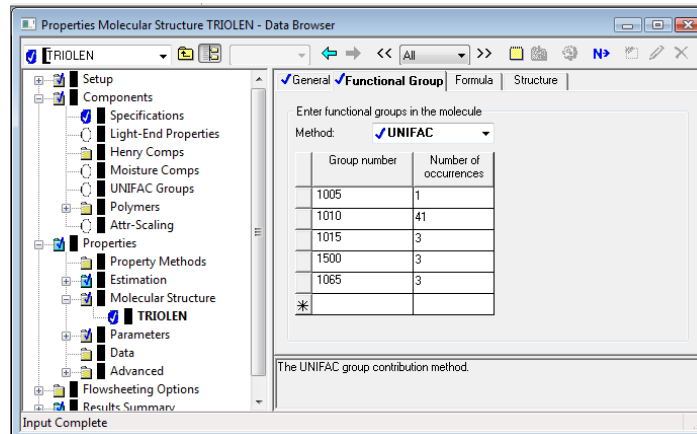 Properties Molecular Structure TRIOLEN - Data Browser
TRIOLEN
<< All >> N→
Setup
Components
Specifications
Light-End Properties
Henry Comps
Moisture Comps
UNIFAC Groups
Polymers
Attr-Scaling
Properties
Property Methods
Estimation
Molecular Structure
TRIOLEN
Parameters
Data
Advanced
Flowsheeting Options
Results Summary
General Functional Group Formula Structure
Enter functional groups in the molecule
Method: UNIFAC
Group number Number of
occurrences
1005 1
1010 41
1015 3
1500 3
1065 3
The UNIFAC group contribution method.
Input Complete